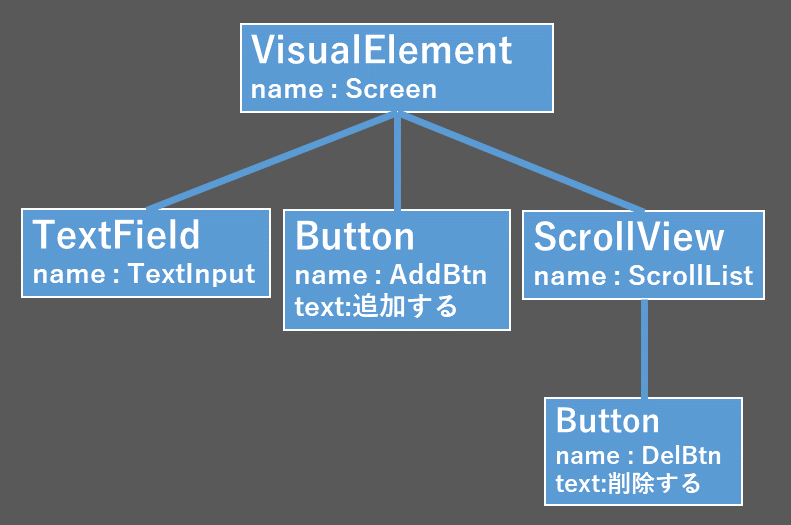 VisualElement
name : Screen
TextField
name : TextInput
Button
name : AddBtn
text:追加する
ScrollView
name : ScrollList
Button
name : DelBtn
text:削除する